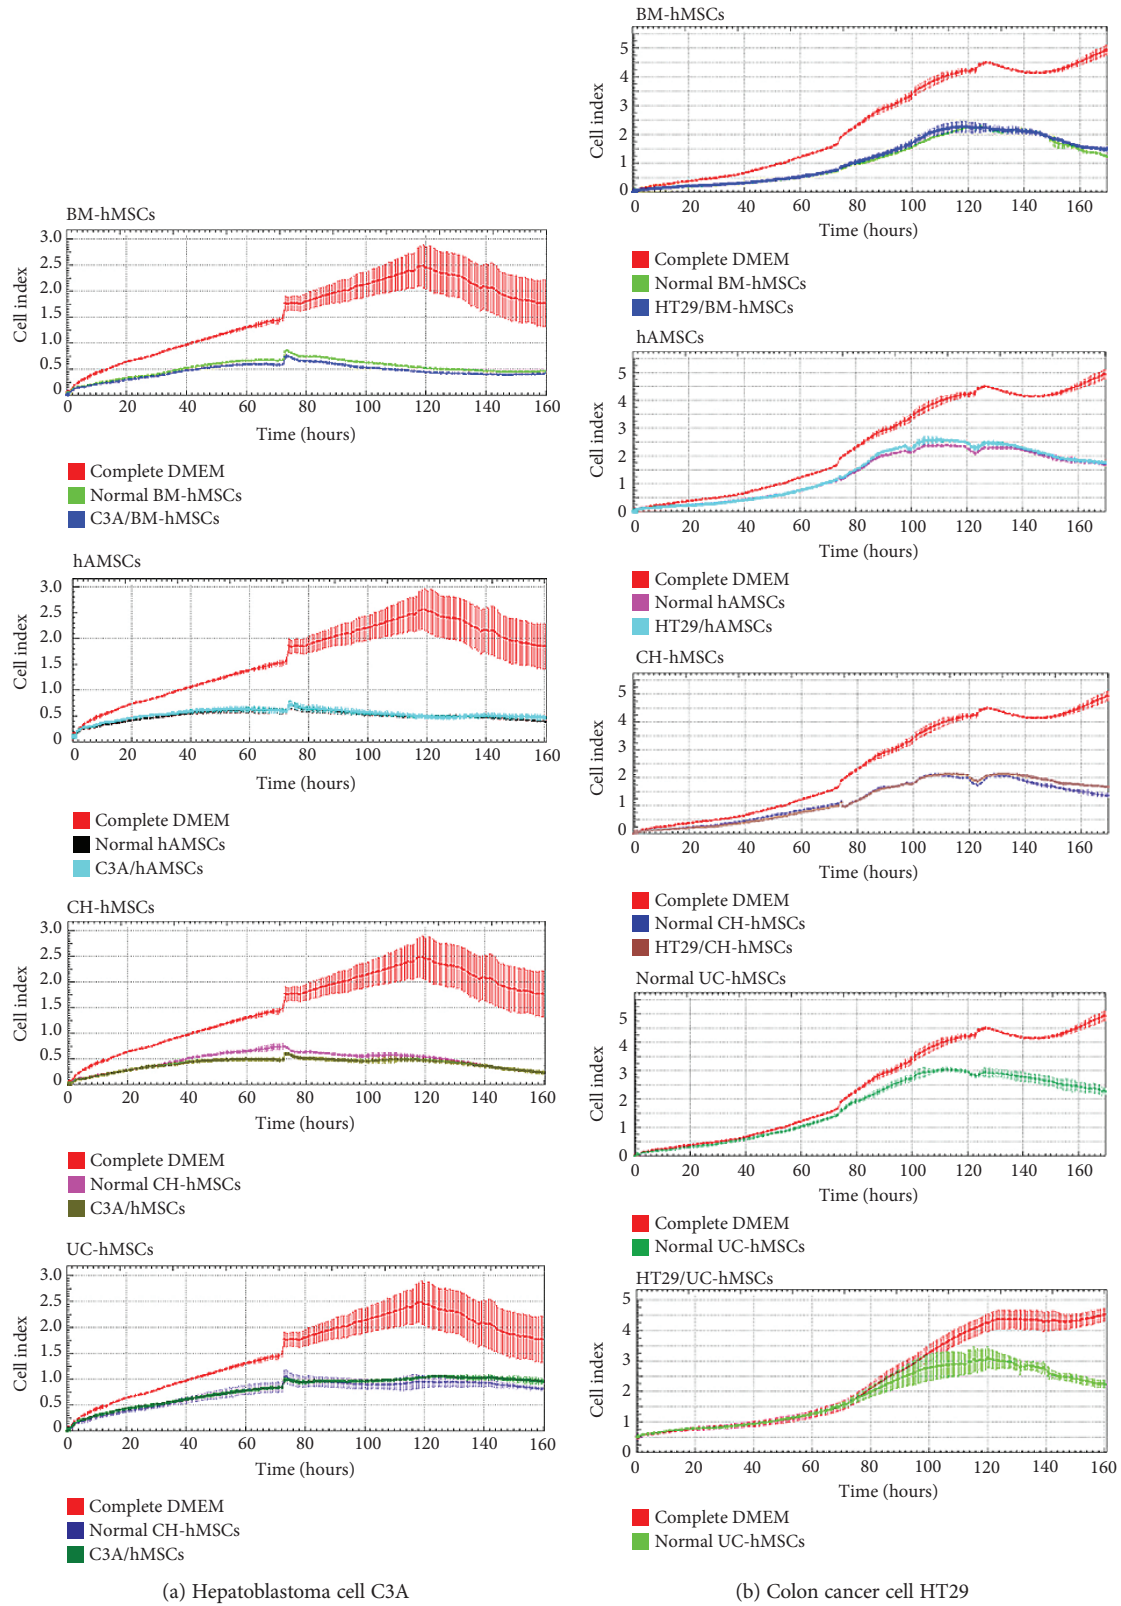 BM-hMSCs
Cell index
3.0
2.5
2.0
1.5
1.0
0.5
0
0 20 40 60 80 100 120 140 160
Time (hours)
Complete DMEM
Normal BM-hMSCs
C3A/BM-hMSCs
hAMSCs
Cell index
3.0
2.5
2.0
1.5
1.0
0.5
0
0 20 40 60 80 100 120 140 160
Time (hours)
Complete DMEM
Normal hAMSCs
C3A/hAMSCs
CH-hMSCs
Cell index
3.0
2.5
2.0
1.5
1.0
0.5
0
0 20 40 60 80 100 120 140 160
Time (hours)
Complete DMEM
Normal CH-hMSCs
C3A/hMSCs
UC-hMSCs
Cell index
3.0
2.5
2.0
1.5
1.0
0.5
0
0 20 40 60 80 100 120 140 160
Time (hours)
Complete DMEM
Normal CH-hMSCs
C3A/hMSCs
(a) Hepatoblastoma cell C3A
BM-hMSCs
Cell index
5
4
3
2
1
0
0 20 40 60 80 100 120 140 160
Time (hours)
Complete DMEM
Normal BM-hMSCs
HT29/BM-hMSCs
hAMSCs
Cell index
5
4
3
2
1
0
0 20 40 60 80 100 120 140 160
Time (hours)
Complete DMEM
Normal hAMSCs
HT29/hAMSCs
CH-hMSCs
Cell index
5
4
3
2
1
0
0 20 40 60 80 100 120 140 160
Time (hours)
Complete DMEM
Normal CH-hMSCs
HT29/CH-hMSCs
Normal UC-hMSCs
Cell index
5
4
3
2
1
0
0 20 40 60 80 100 120 140 160
Time (hours)
Complete DMEM
Normal UC-hMSCs
HT29/UC-hMSCs
Cell index
5
4
3
2
1
0
0 20 40 60 80 100 120 140 160
Time (hours)
Complete DMEM
Normal UC-hMSCs
(b) Colon cancer cell HT29